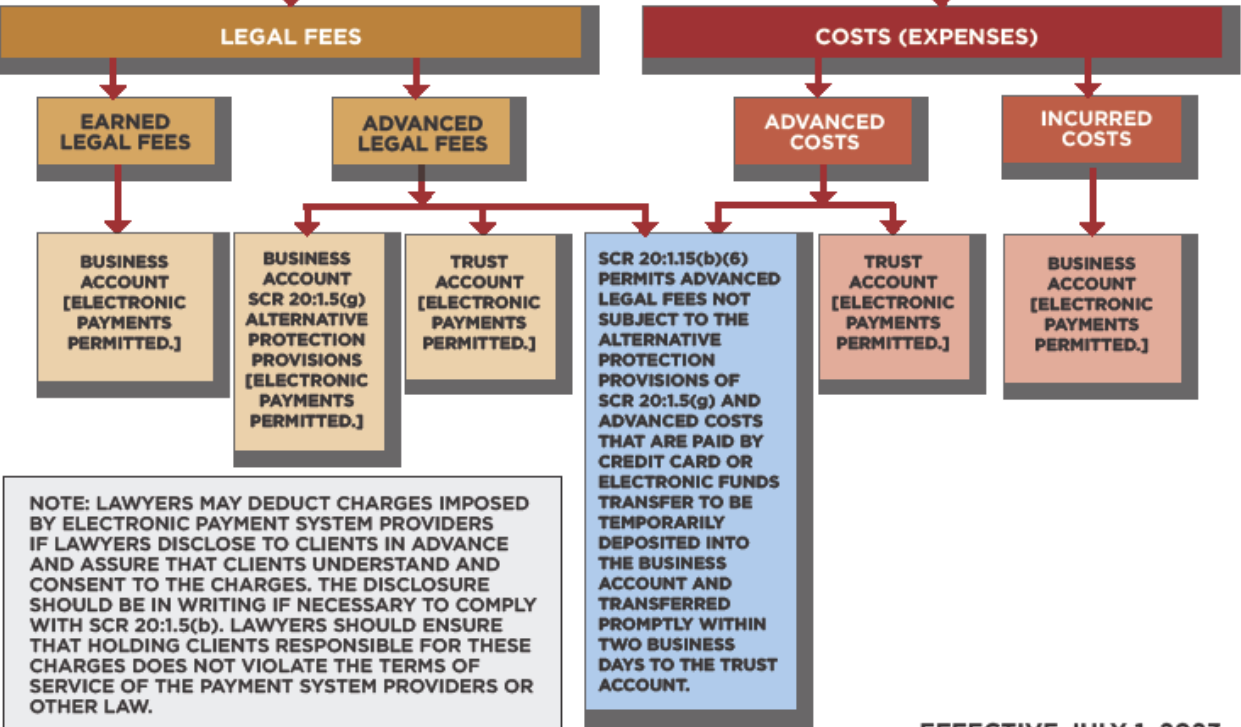 LEGAL FEES
COSTS (EXPENSES)
EARNED
LEGAL FEES
ADVANCED
LEGAL FEES
ADVANCED
COSTS
INCURRED
COSTS
BUSINESS
ACCOUNT
[ELECTRONIC
PAYMENTS
PERMITTED.]
BUSINESS
ACCOUNT
SCR 20:1.5(g)
ALTERNATIVE
PROTECTION
PROVISIONS
[ELECTRONIC
PAYMENTS
PERMITTED.]
TRUST
ACCOUNT
[ELECTRONIC
PAYMENTS
PERMITTED.]
SCR 20:1.15(b)(6)
PERMITS ADVANCED
LEGAL FEES NOT
SUBJECT TO THE
ALTERNATIVE
PROTECTION
PROVISIONS OF
SCR 20:1.5(g) AND
ADVANCED COSTS
THAT ARE PAID BY
CREDIT CARD OR
ELECTRONIC FUNDS
TRANSFER TO BE
TEMPORARILY
DEPOSITED INTO
THE BUSINESS
ACCOUNT AND
TRANSFERRED
PROMPTLY WITHIN
TWO BUSINESS
DAYS TO THE TRUST
ACCOUNT.
TRUST
ACCOUNT
[ELECTRONIC
PAYMENTS
PERMITTED.]
BUSINESS
ACCOUNT
[ELECTRONIC
PAYMENTS
PERMITTED.]
NOTE: LAWYERS MAY DEDUCT CHARGES IMPOSED
BY ELECTRONIC PAYMENT SYSTEM PROVIDERS
IF LAWYERS DISCLOSE TO CLIENTS IN ADVANCE
AND ASSURE THAT CLIENTS UNDERSTAND AND
CONSENT TO THE CHARGES. THE DISCLOSURE
SHOULD BE IN WRITING IF NECESSARY TO COMPLY
WITH SCR 20:1.5(b). LAWYERS SHOULD ENSURE
THAT HOLDING CLIENTS RESPONSIBLE FOR THESE
CHARGES DOES NOT VIOLATE THE TERMS OF
SERVICE OF THE PAYMENT SYSTEM PROVIDERS OR
OTHER LAW.
EFFECTIVE JULY 1,